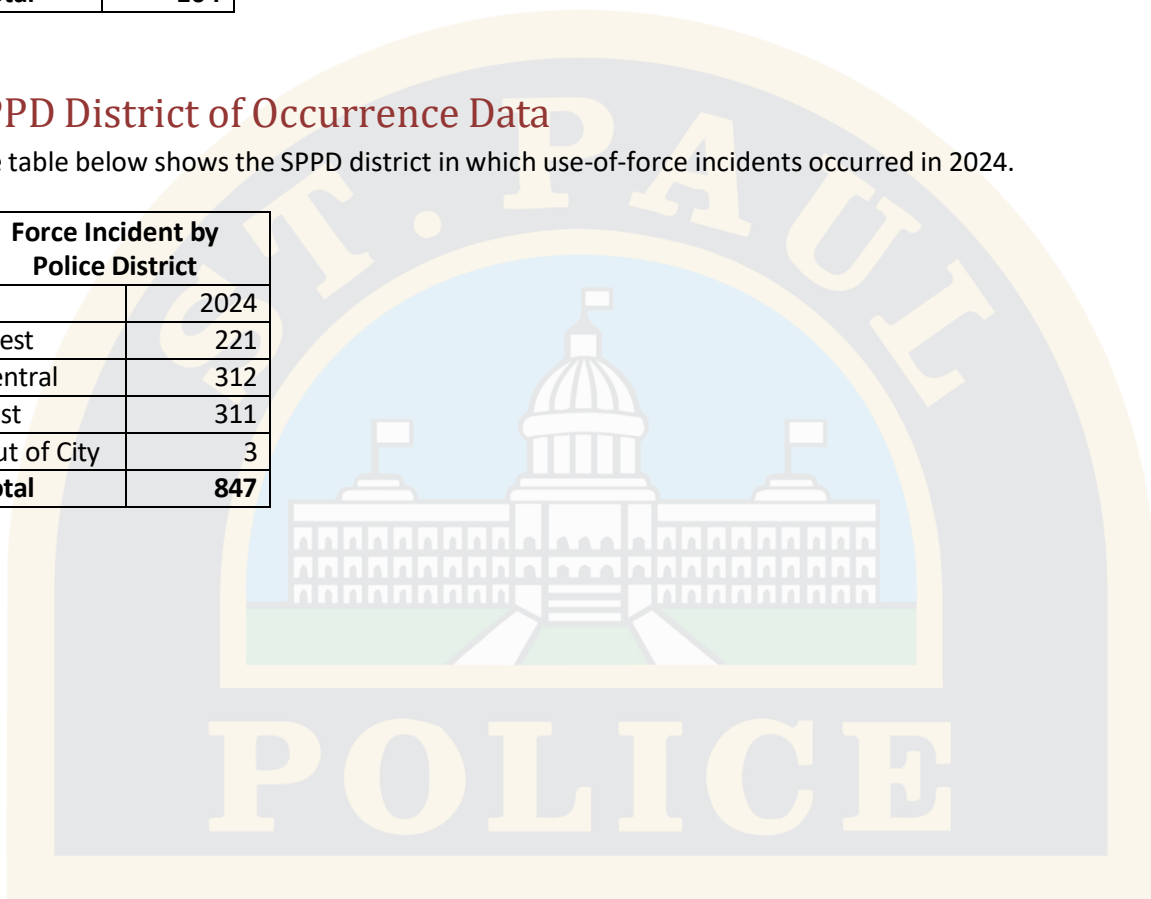 PPD District of Occurrence Data
e table below shows the SPPD district in which use-of-force incidents occurred in 2024.
Force Incident by
Police District
2024
est 221
entral 312
st 311
ut of City 3
otal 847
ST. PAUL
POLICE